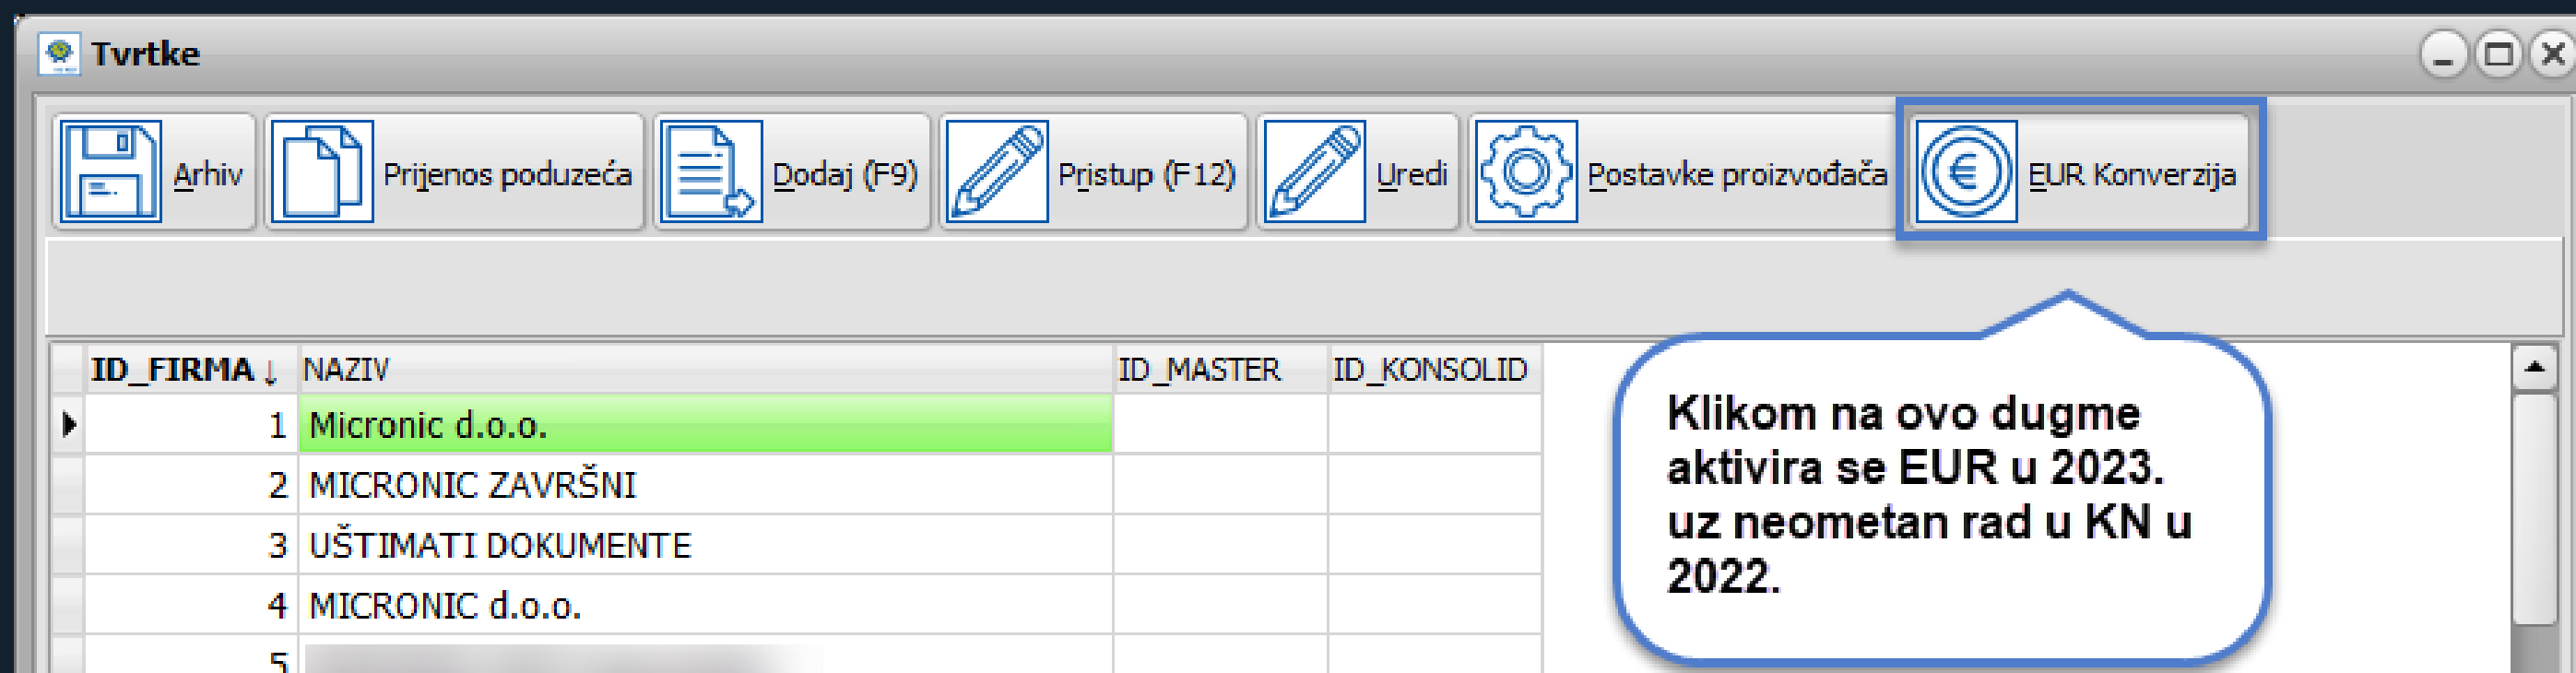 Tvrtke
Arhiv Prijenos poduzeća Dodaj (F9) Pristup (F12) Uredi Postavke proizvođača EUR Konverzija
ID_FIRMA↓ NAZIV ID_MASTER ID_KONSOLID
1 Micronic d.o.o.
2 MICRONIC ZAVRŠNI
3 UŠTIMATI DOKUMENTE
4 MICRONIC d.o.o.
5
Klikom na ovo dugme
aktivira se EUR u 2023.
uz neometan rad u KN u
2022.